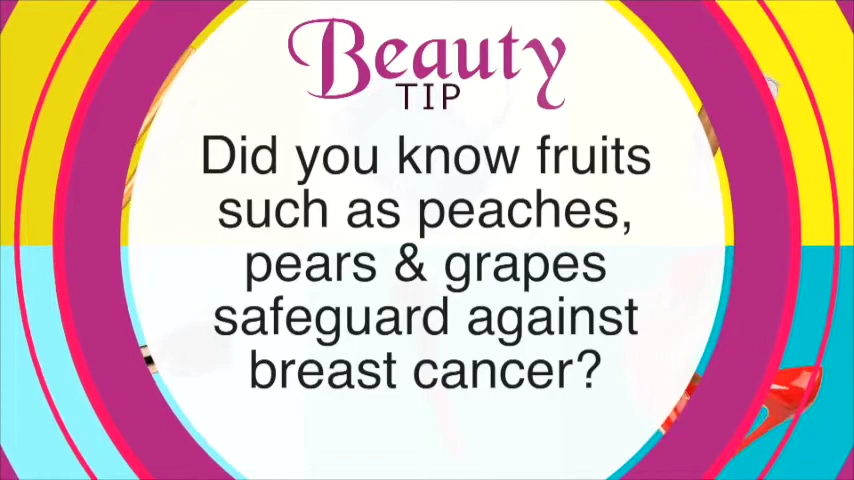 Beauty
TIP
Did you know fruits
such as peaches,
pears & grapes
safeguard against
breast cancer?